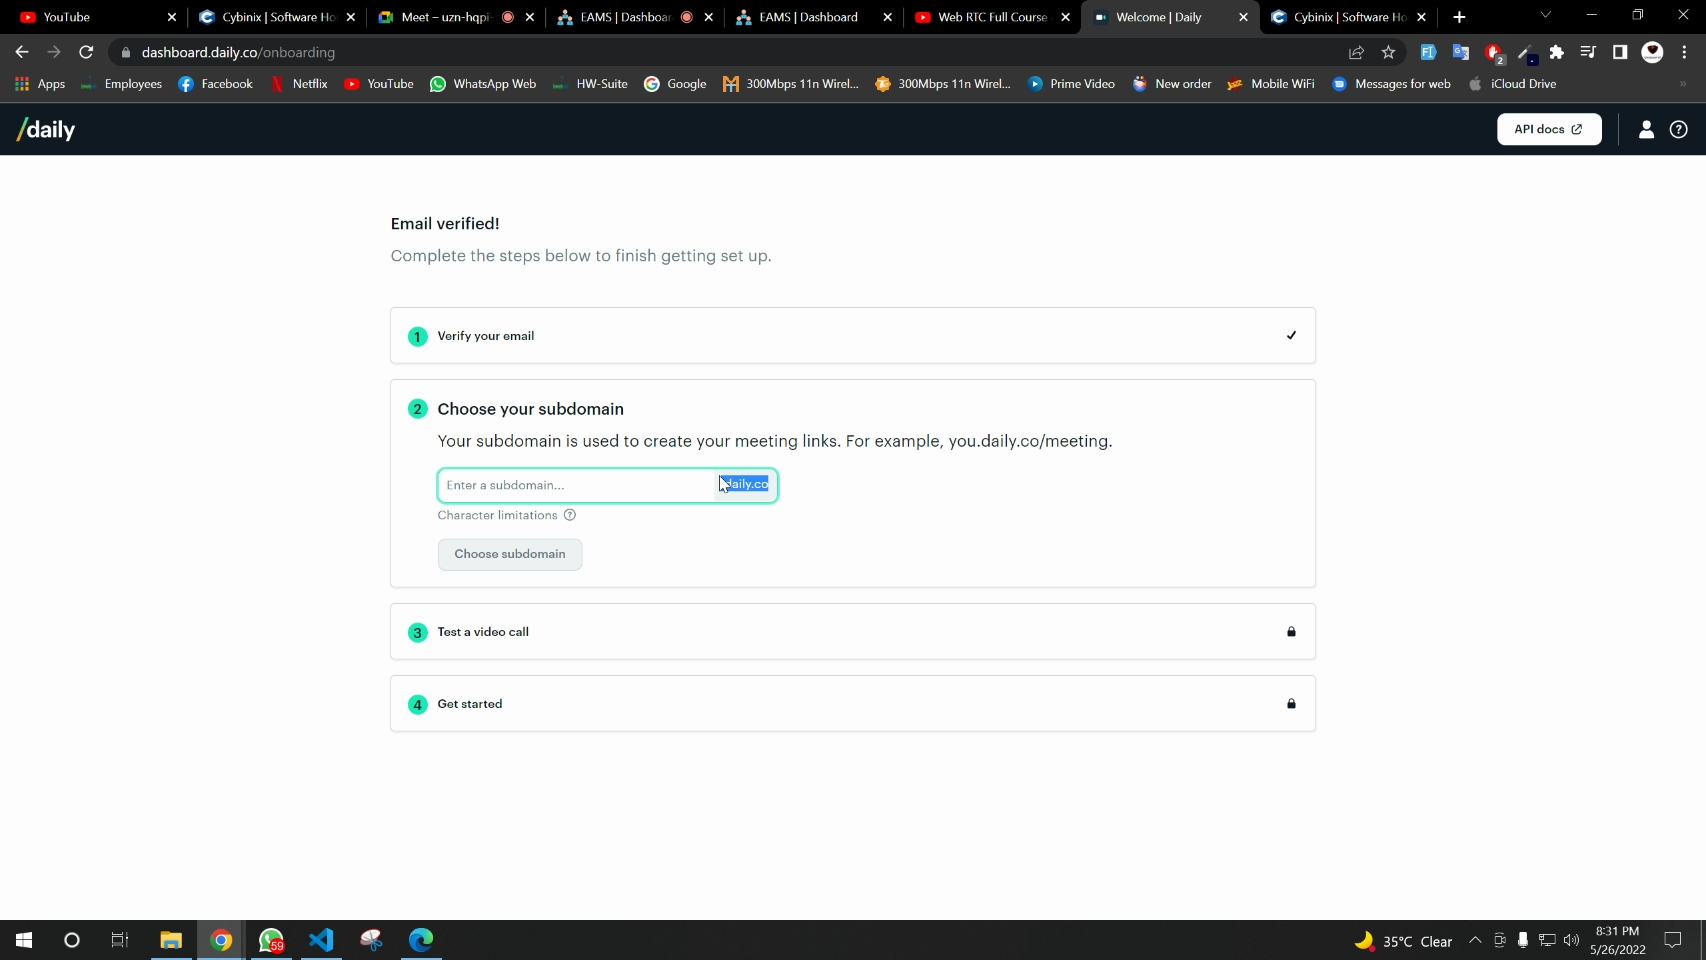 YouTube
Cybinix | Software Ho
Meet – uzn-hqpi-
EAMS | Dashboar
EAMS | Dashboard
Web RTC Full Course
Welcome | Daily
Cybinix | Software Ho
dashboard.daily.co/onboarding
2
Apps
Employees
Facebook
Netflix
YouTube
WhatsApp Web
HW-Suite
Google
300Mbps 11n Wirel...
300Mbps 11n Wirel...
Prime Video
New order
Mobile WiFi
Messages for web
iCloud Drive
/daily
API docs
Email verified!
Complete the steps below to finish getting set up.
1 Verify your email
2 Choose your subdomain
Your subdomain is used to create your meeting links. For example, you.daily.co/meeting.
Enter a subdomain...
daily.co
Character limitations
Choose subdomain
3 Test a video call
4 Get started
59
35°C Clear
8:31 PM
5/26/2022